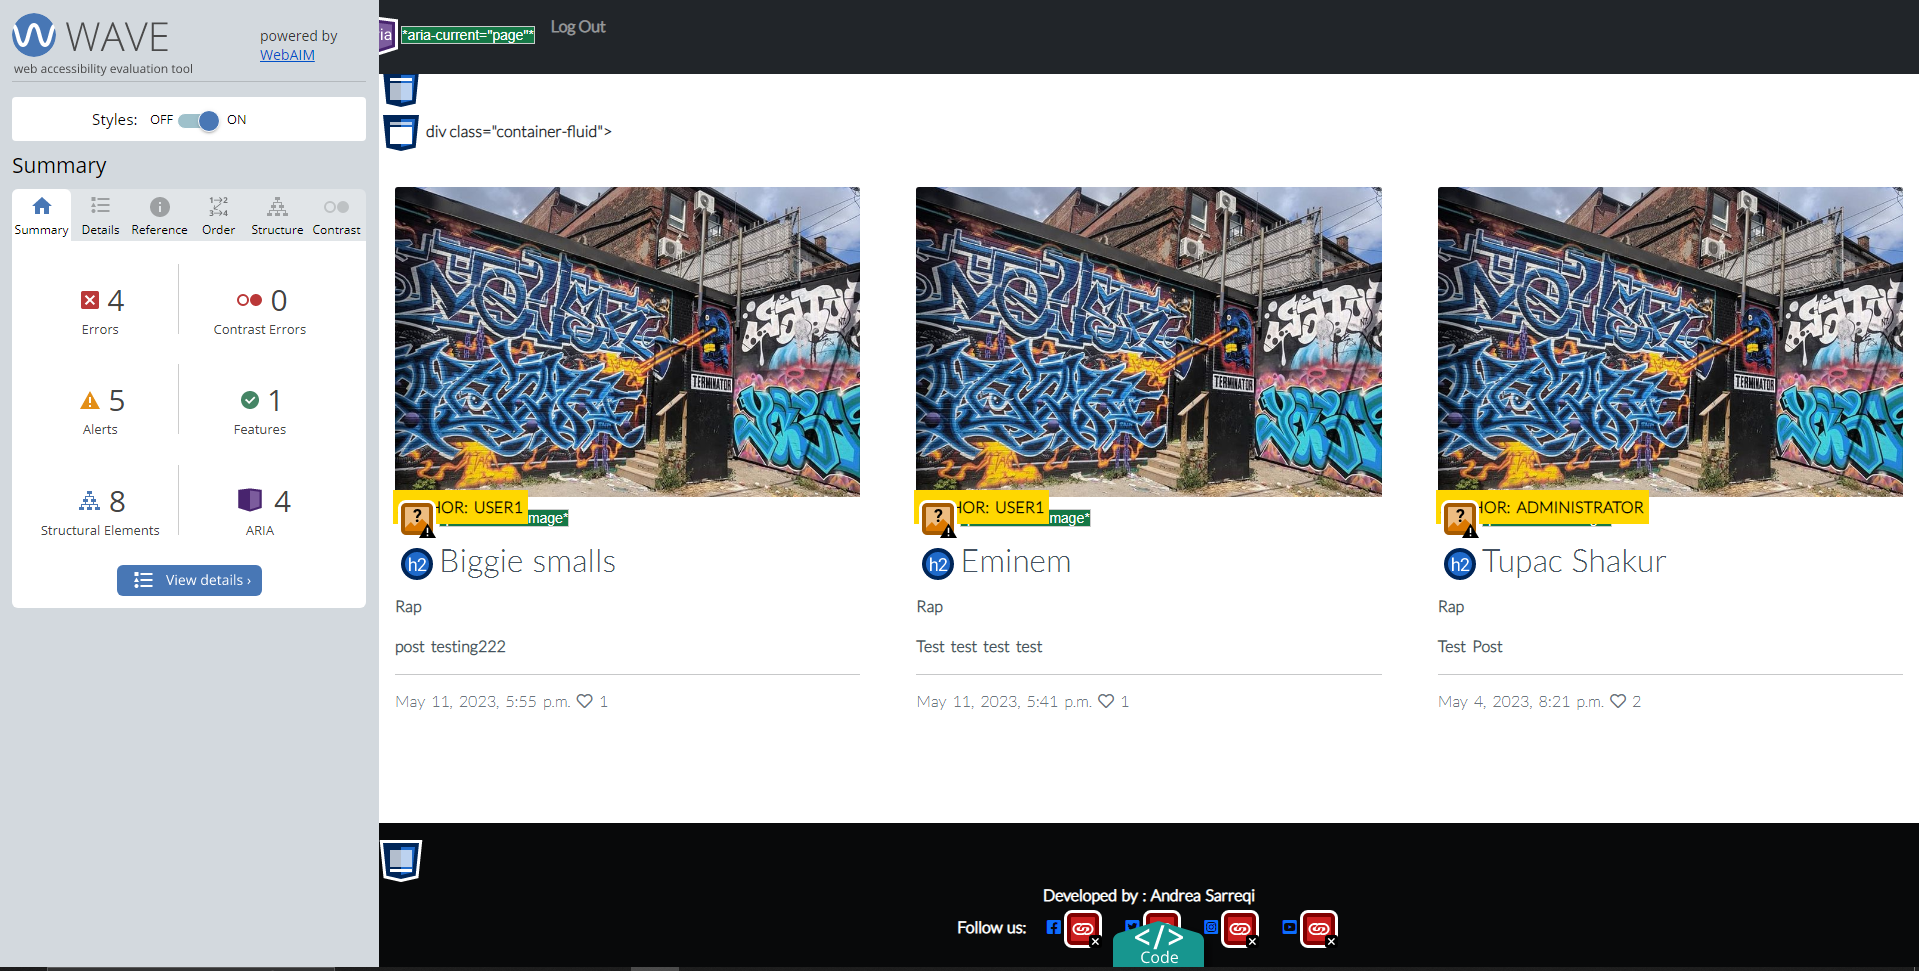 WAVE
web accessibility evaluation tool
powered by
WebAIM
Styles: OFF ON
Summary
Summary Details Reference Order Structure Contrast
4
Errors
0
Contrast Errors
5
Alerts
1
Features
8
Structural Elements
4
ARIA
View details ›
*aria-current="page"*
Log Out
div class="container-fluid">
TERMINATOR
HOR: USER1
mage*
h2 Biggie smalls
Rap
post testing222
May 11, 2023, 5:55 p.m. 1
TERMINATOR
HOR: USER1
mage*
h2 Eminem
Rap
Test test test test
May 11, 2023, 5:41 p.m. 1
TERMINATOR
HOR: ADMINISTRATOR
h2 Tupac Shakur
Rap
Test Post
May 4, 2023, 8:21 p.m. 2
Developed by : Andrea Sarreqi
Follow us:
</>
Code